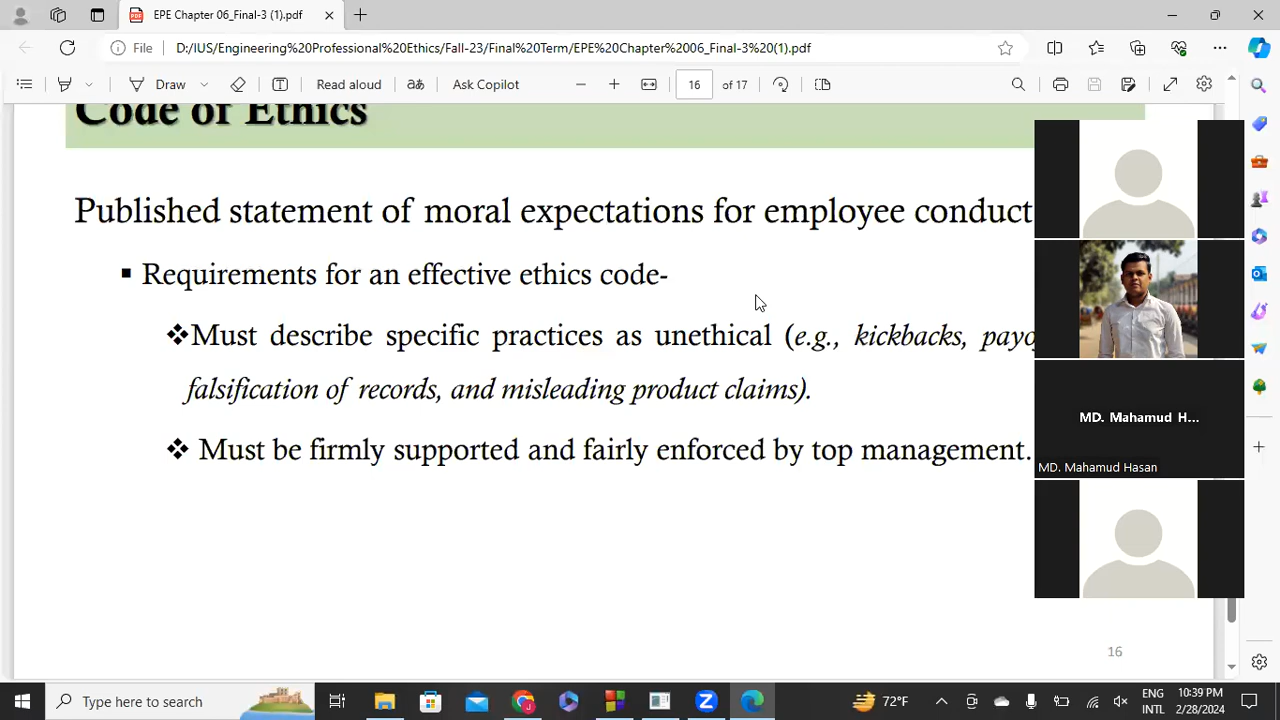 EPE Chapter 06_Final-3 (1).pdf
File
D:/IUS/Engineering%20Professional%20Ethics/Fall-23/Final%20Term/EPE%20Chapter%2006_Final-3%20(1).pdf
Draw
Read aloud
aあ
Ask Copilot
16
of 17
Code of Ethics
Published statement of moral expectations for employee conduct
Requirements for an effective ethics code-
Must describe specific practices as unethical (e.g., kickbacks,
falsification of records, and misleading product claims).
Must be firmly supported and fairly enforced by top management.
16
MD. Mahamud H...
MD. Mahamud Hasan
Type here to search
72°F
ENG
INTL
10:39 PM
2/28/2024